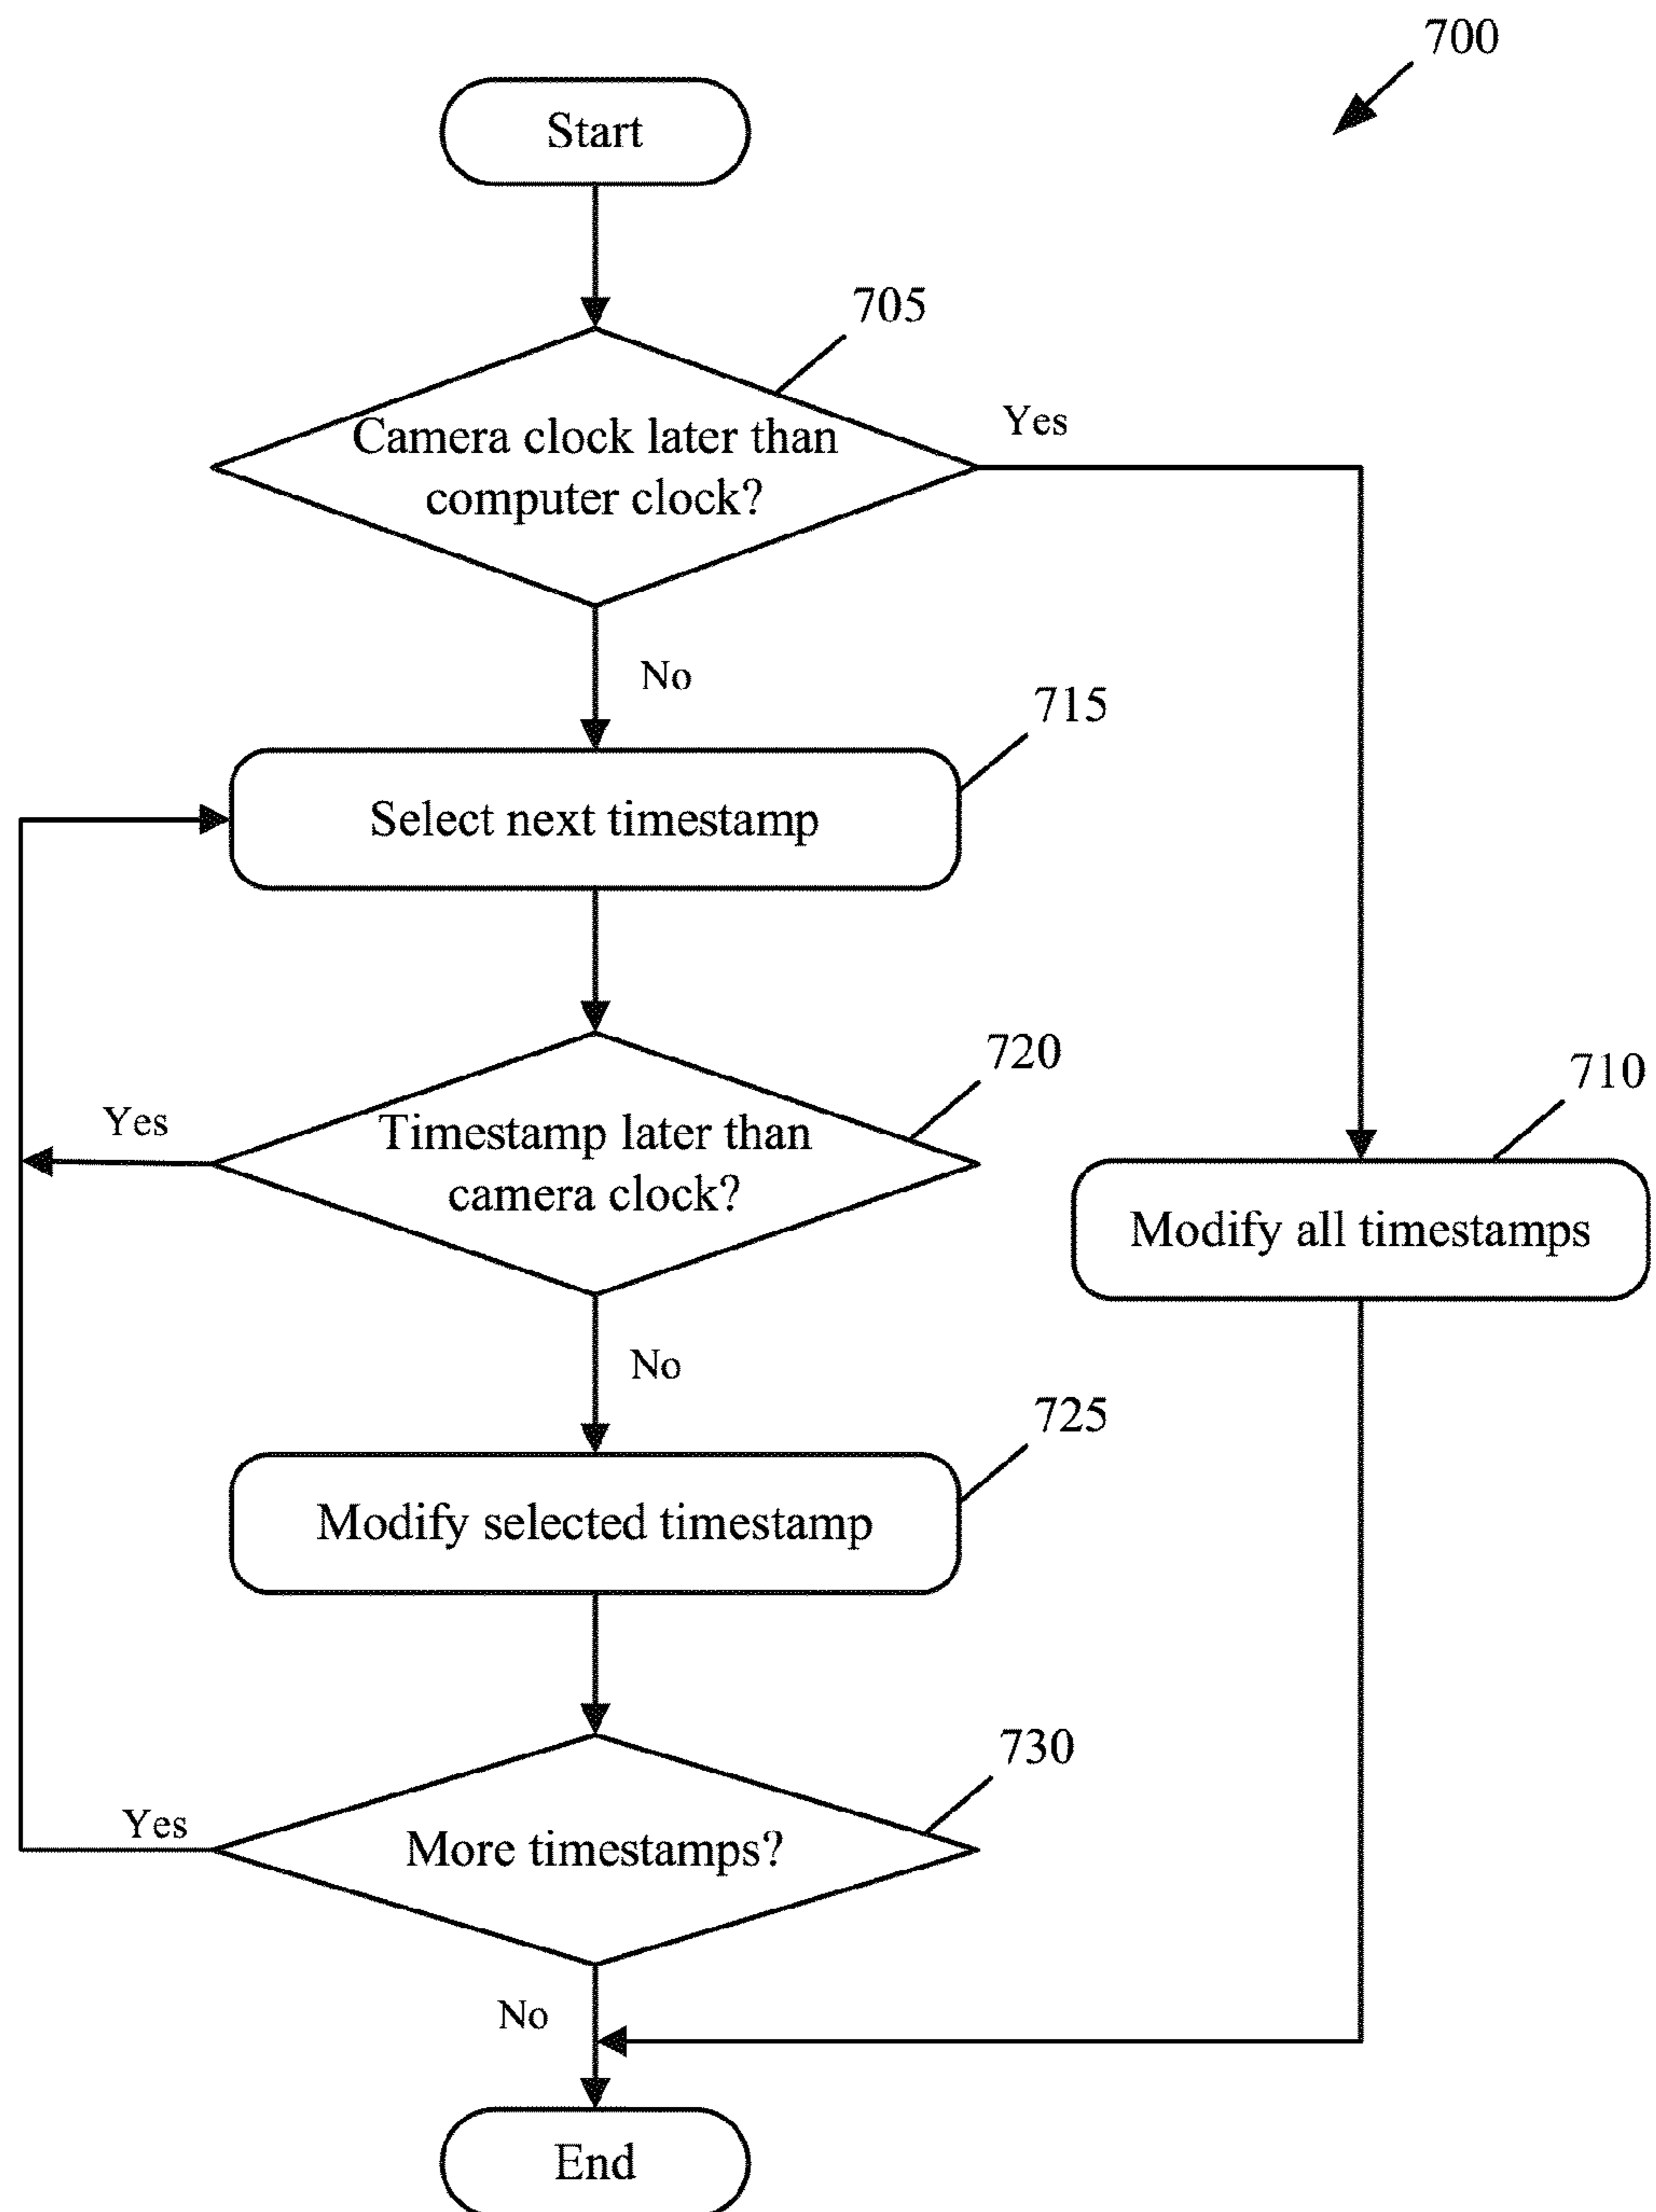 700
Start
705
Camera clock later than
computer clock?
Yes
No
715
Select next timestamp
720
Yes
Timestamp later than
camera clock?
710
Modify all timestamps
No
725
Modify selected timestamp
730
Yes
More timestamps?
No
End